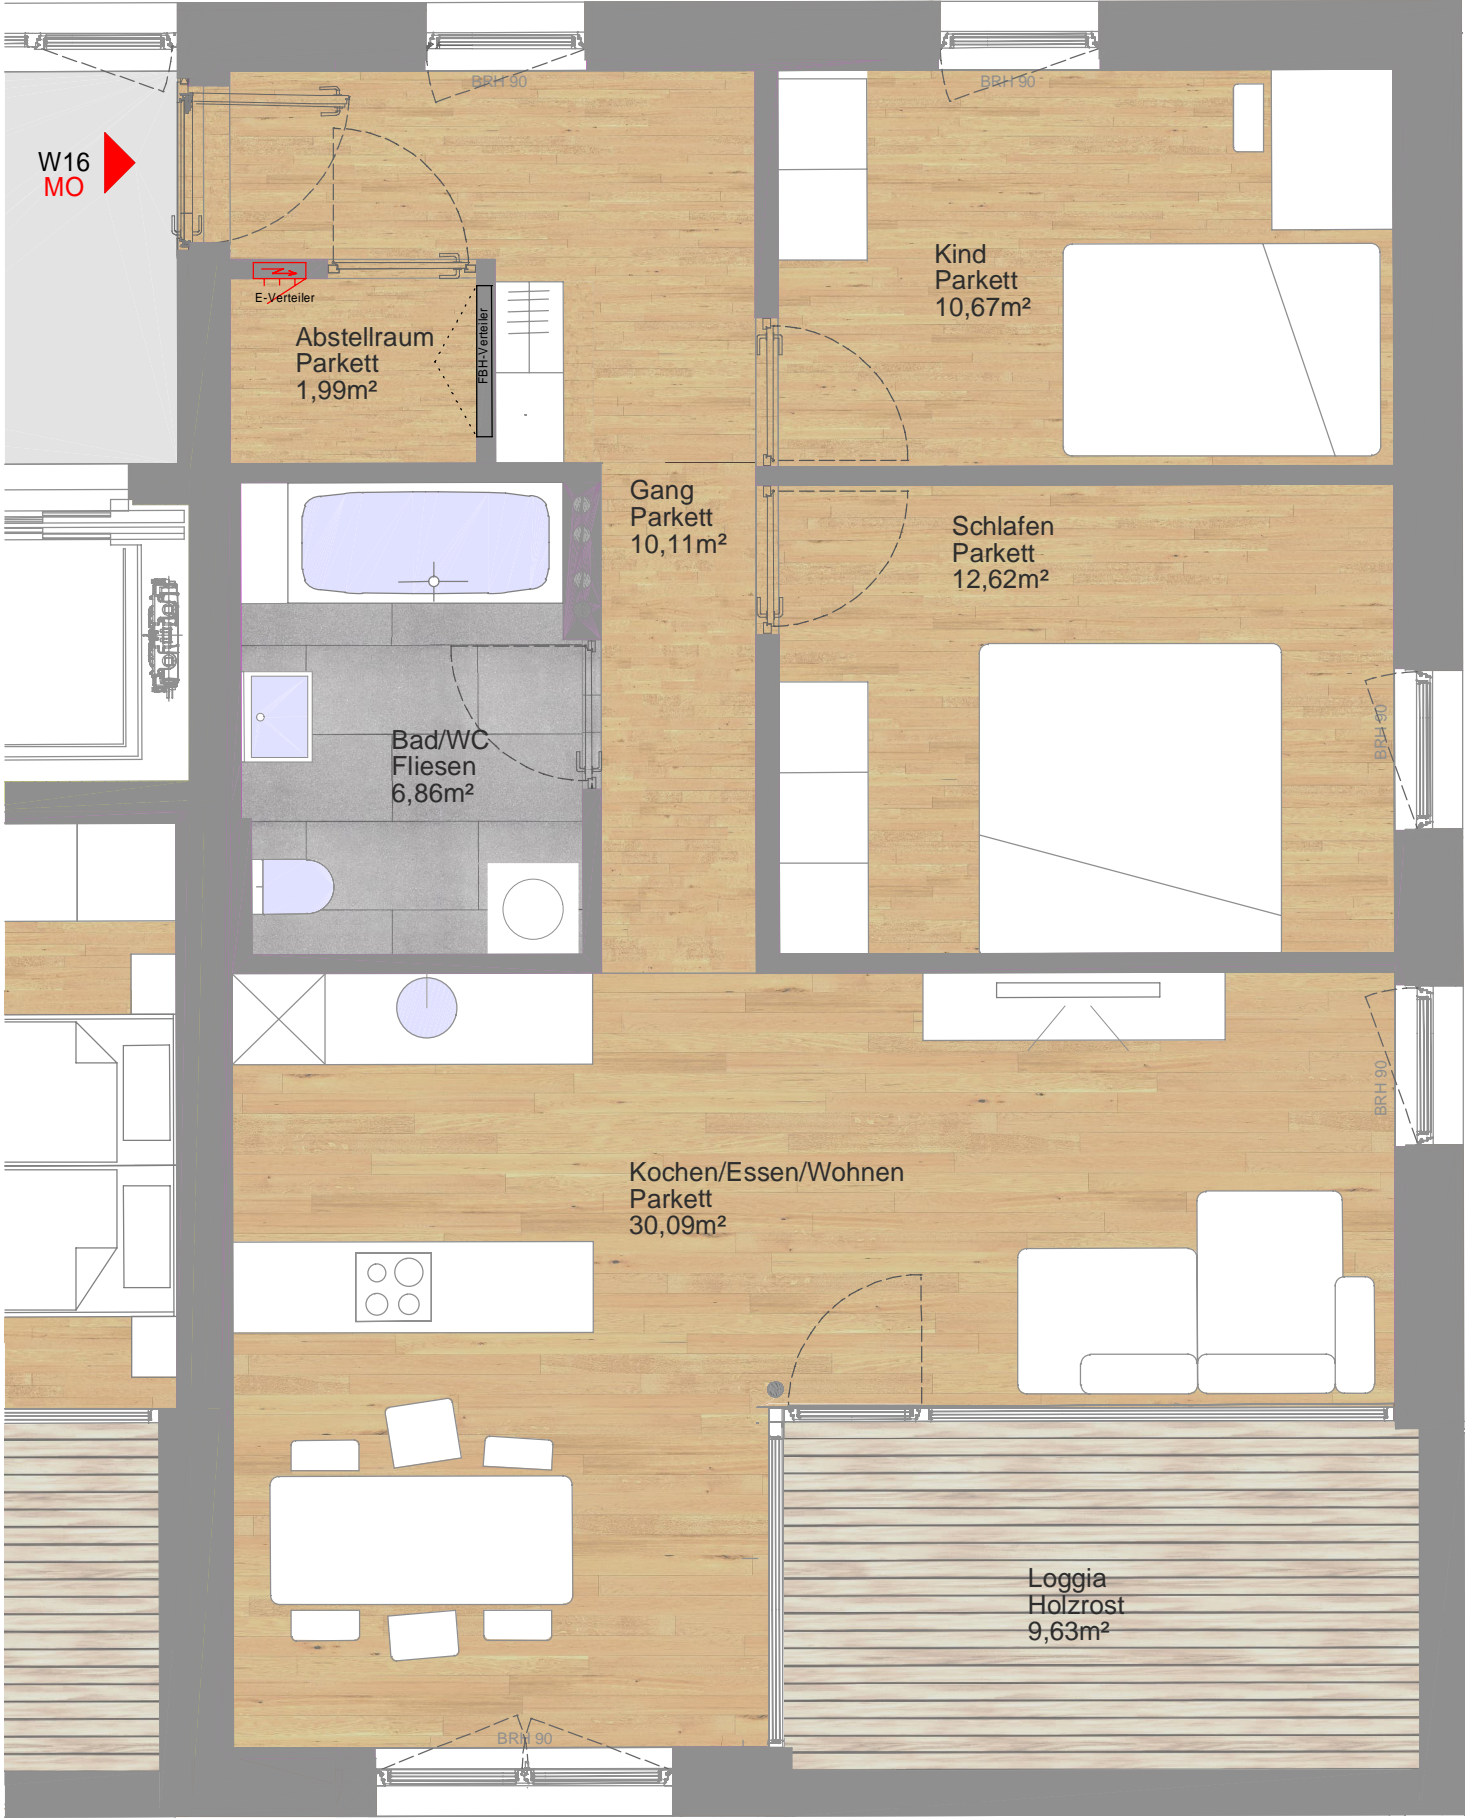 BRH 90
BRH 90
W16
MO
Kind
Parkett
10,67m²
E-Verteiler
FBH-Verteiler
Abstellraum
Parkett
1,99m²
Gang
Parkett
10,11m²
Schlafen
Parkett
12,62m²
BRH 90
Bad/WC
Fliesen
6,86m²
BRH 90
Kochen/Essen/Wohnen
Parkett
30,09m²
Loggia
Holzrost
9,63m²
BRH 90